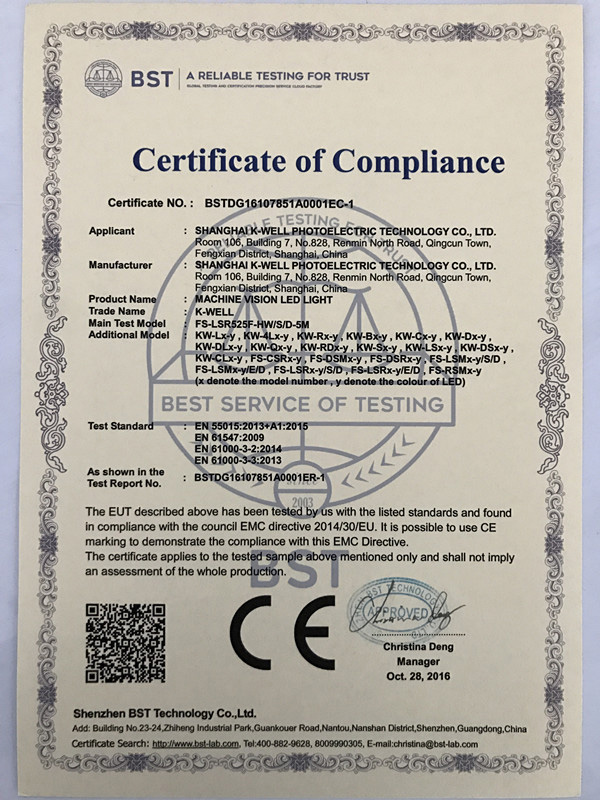 BST A RELIABLE TESTING FOR TRUST
GLOBAL TESTING AND CERTIFICATION PRECISION SERVICE CLOUD FACTORY
Certificate of Compliance
Certificate NO. : BSTDG16107851A0001EC-1
Applicant : SHANGHAI K-WELL PHOTOELECTRIC TECHNOLOGY CO., LTD.
Room 106, Building 7, No.828, Renmin North Road, Qingcun Town,
Fengxian District, Shanghai, China
Manufacturer : SHANGHAI K-WELL PHOTOELECTRIC TECHNOLOGY CO., LTD.
Room 106, Building 7, No.828, Renmin North Road, Qingcun Town,
Fengxian District, Shanghai, China
Product Name : MACHINE VISION LED LIGHT
Trade Name : K-WELL
Main Test Model : FS-LSR525F-HW/S/D-5M
Additional Model : KW-Lx-y , KW-4Lx-y , KW-Rx-y , KW-Bx-y , KW-Cx-y , KW-Dx-y ,
KW-DLx-y , KW-Qx-y , KW-RDx-y , KW-Sx-y , KW-LSx-y , KW-DSx-y ,
KW-CLx-y , FS-CSRx-y , FS-DSMx-y , FS-DSRx-y , FS-LSMx-y/S/D ,
FS-LSMx-y/E/D , FS-LSRx-y/S/D , FS-LSRx-y/E/D , FS-RSMx-y
(x denote the model number , y denote the colour of LED)
BEST SERVICE OF TESTING
Test Standard : EN 55015:2013+A1:2015
EN 61547:2009
EN 61000-3-2:2014
EN 61000-3-3:2013
As shown in the
Test Report No. : BSTDG16107851A0001ER-1
SINCE
2003
The EUT described above has been tested by us with the listed standards and found
in compliance with the council EMC directive 2014/30/EU. It is possible to use CE
marking to demonstrate the compliance with this EMC Directive.
The certificate applies to the tested sample above mentioned only and shall not imply
an assessment of the whole production.
BST
CE
APPROVED
Christina Deng
Manager
Oct. 28, 2016
Shenzhen BST Technology Co.,Ltd.
Add: Building No.23-24,Zhiheng Industrial Park,Guankouer Road,Nantou,Nanshan District,Shenzhen,Guangdong,China
Certificate Search: http://www.bst-lab.com, Tel:400-882-9628, 8009990305, E-mail:christina@bst-lab.com